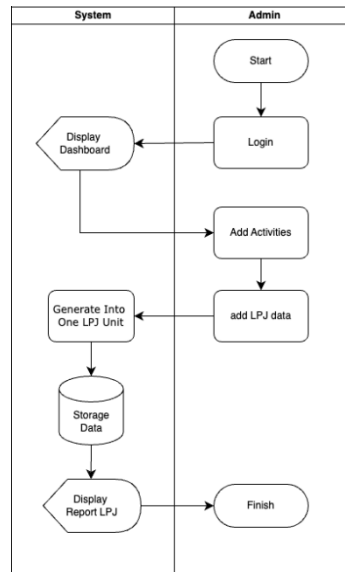 System
Admin
Start
Login
Display
Dashboard
Add Activities
add LPJ data
Generate Into
One LPJ Unit
Storage
Data
Display
Report LPJ
Finish